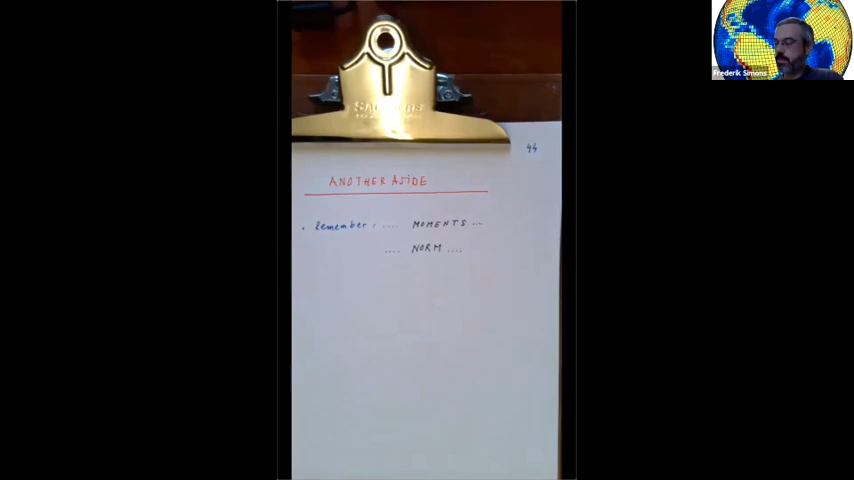 Frederik Simons
44
ANOTHER ASIDE
. Remember : .... MOMENTS ...
.... NORM ....